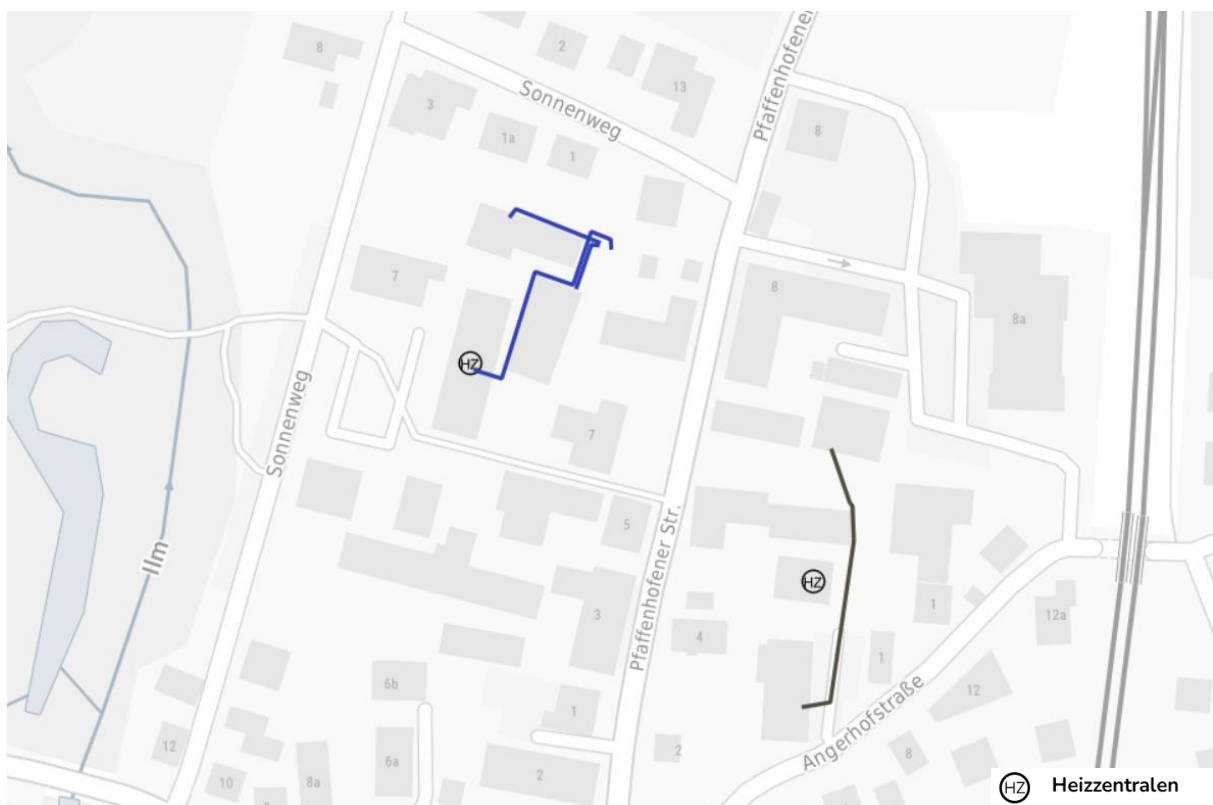 Pfaffenhofener
2
8
13
Sonnenweg
3
8
1a
1
7
8
8a
HZ
Sonnenweg
7
5
Pfaffenhofener Str.
Ilm
HZ
3
1
12a
4
1
6b
12
1
Angerhofstraße
12
2
8
6a
2
10
8a
HZ Heizzentralen